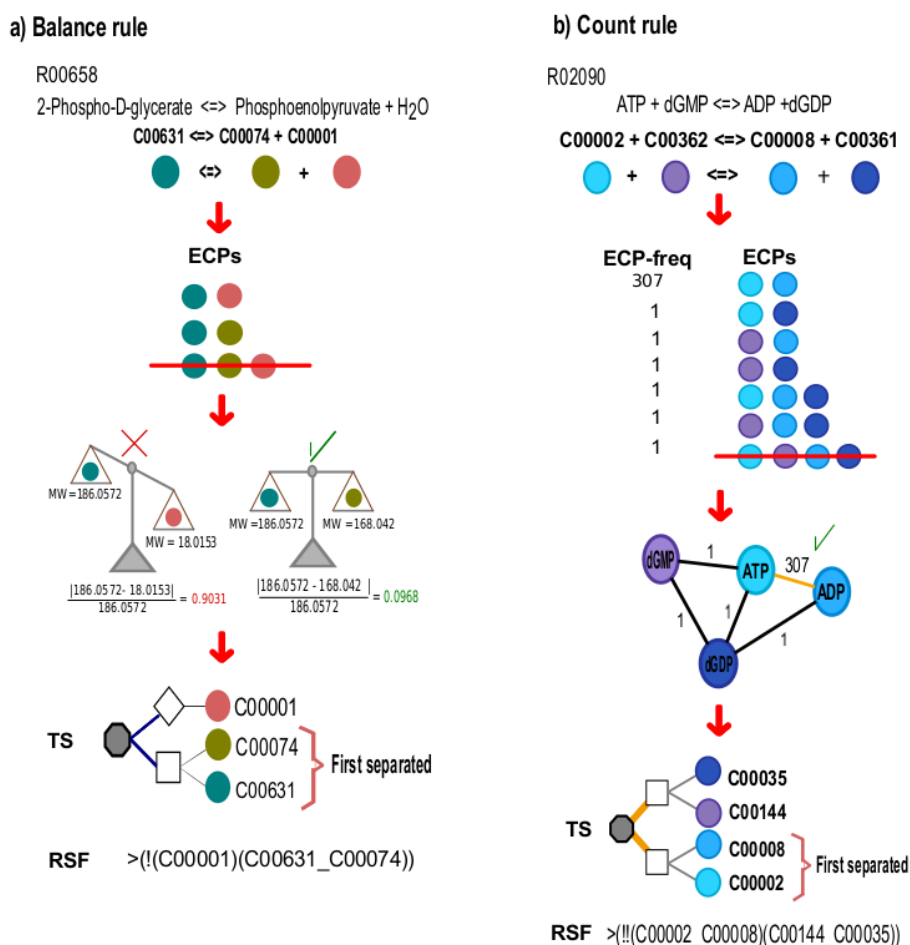 a) Balance rule
R00658
2-Phospho-D-glycerate <=> Phosphoenolpyruvate + H₂O
C00631 <=> C00074 + C00001
<=> +
ECPs
MW =186.0572
MW = 18.0153
MW =186.0572
MW =168.042
|186.0572- 18.0153|
186.0572
= 0.9031
|186.0572 - 168.042 |
186.0572
= 0.0968
TS
C00001
C00074
C00631
First separated
RSF >(!(C00001)(C00631_C00074))
b) Count rule
R02090
ATP + dGMP <=> ADP +dGDP
C00002 + C00362 <=> C00008 + C00361
+ <=> +
ECP-freq ECPs
307
1
1
1
1
1
1
dGMP
1
ATP
307
ADP
1
1
1
dGDP
TS
C00035
C00144
C00008
C00002
First separated
RSF >(!!(C00002_C00008)(C00144_C00035))